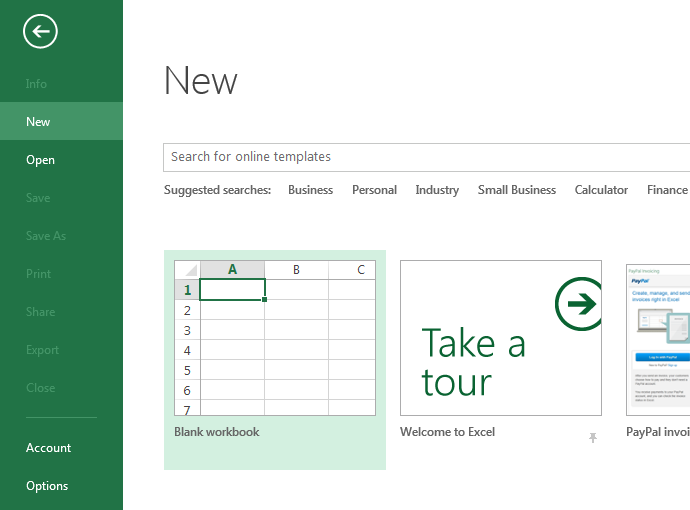 Info
New
Open
Save
Save As
Print
Share
Export
Close
Account
Options
New
Search for online templates
Suggested searches: Business Personal Industry Small Business Calculator Finance
A B C
1
2
3
4
5
6
7
Blank workbook
Take a
tour
Welcome to Excel
PayPal Invoicing
PayPal
Create, manage, and send
invoices right in Excel
PayPal invoi